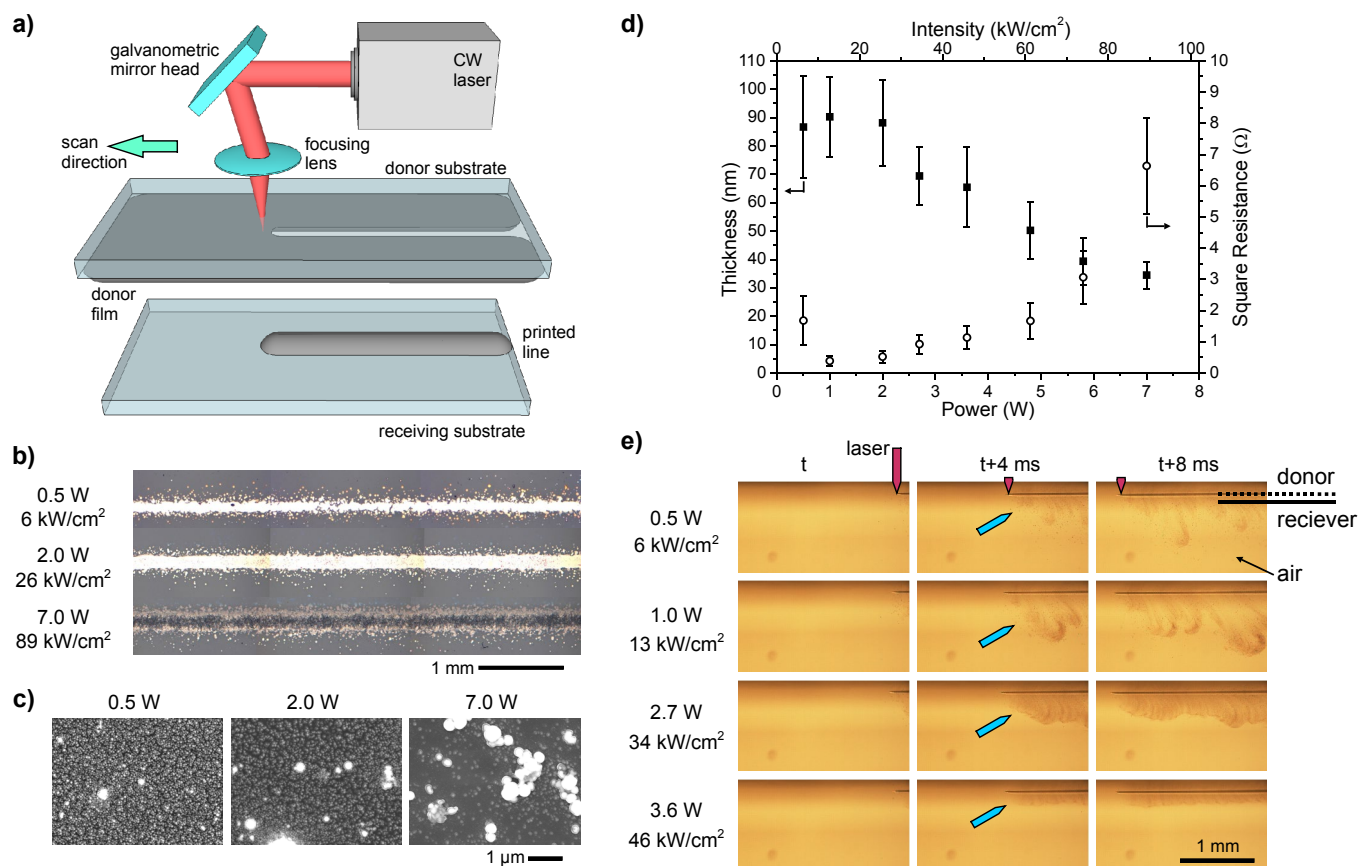 a)
galvanometric
mirror head
CW
laser
scan
direction
focusing
lens
donor substrate
donor
film
printed
line
receiving substrate
b)
0.5 W
6 kW/cm²
2.0 W
26 kW/cm²
7.0 W
89 kW/cm²
1 mm
c)
0.5 W
2.0 W
7.0 W
1 µm
d)
Intensity (kW/cm²)
0 20 40 60 80 100
Thickness (nm)
110
100
90
80
70
60
50
40
30
20
10
0
10
9
8
7
6
5
4
3
2
1
0
Square Resistance (Ω)
0 1 2 3 4 5 6 7 8
Power (W)
e)
laser
t
t+4 ms
t+8 ms
donor
reciever
air
0.5 W
6 kW/cm²
1.0 W
13 kW/cm²
2.7 W
34 kW/cm²
3.6 W
46 kW/cm²
1 mm